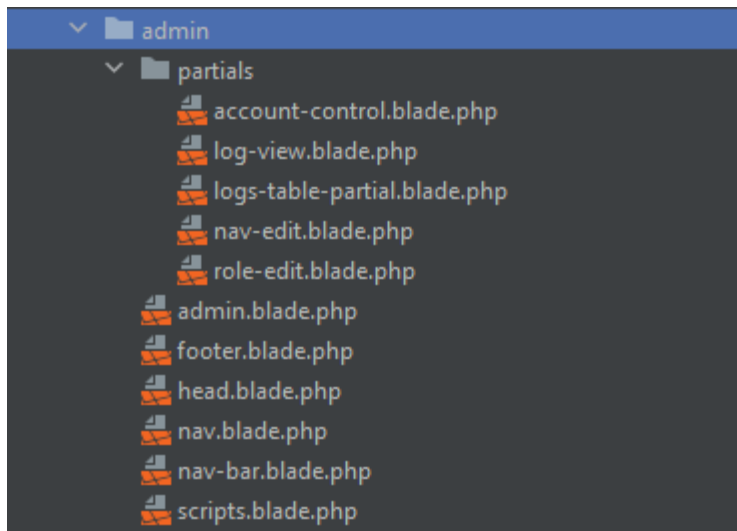 admin
partials
account-control.blade.php
log-view.blade.php
logs-table-partial.blade.php
nav-edit.blade.php
role-edit.blade.php
admin.blade.php
footer.blade.php
head.blade.php
nav.blade.php
nav-bar.blade.php
scripts.blade.php